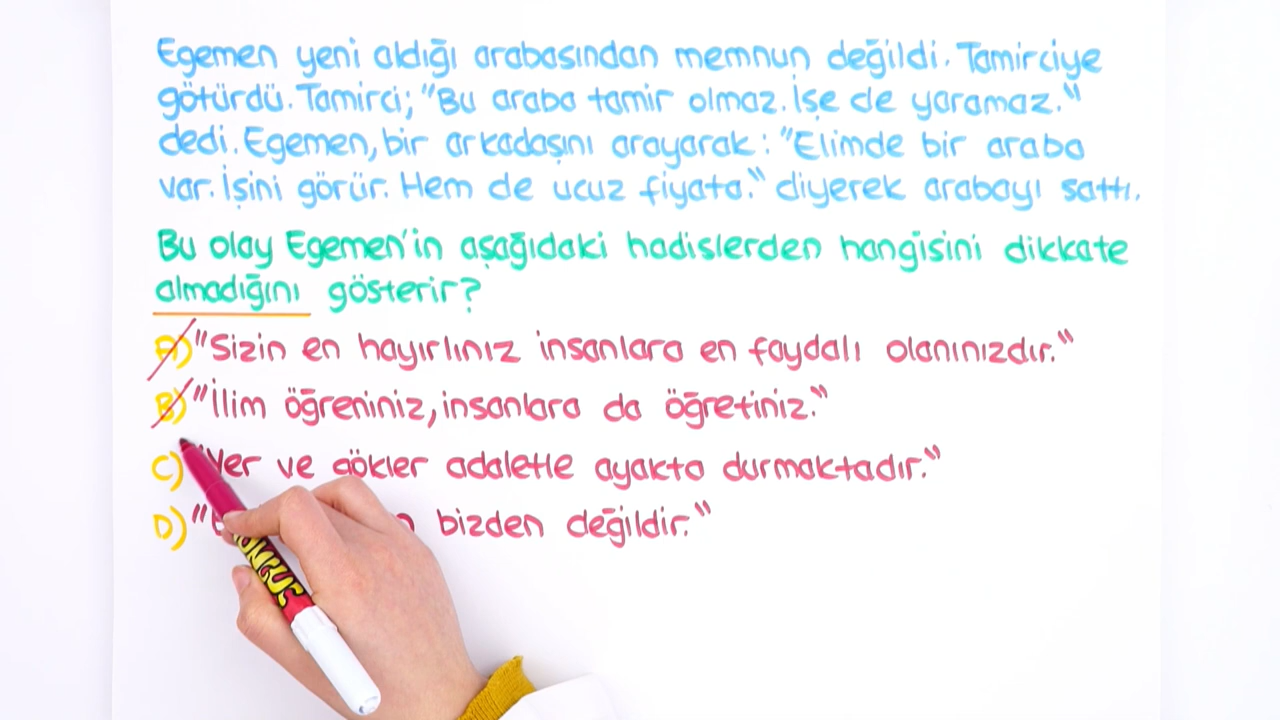 Egemen yeni aldığı arabasından memnun değildi. Tamirciye
götürdü. Tamirci; "Bu araba tamir olmaz. İşe de yaramaz."
dedi. Egemen, bir arkadaşını arayarak: "Elimde bir araba
var. İşini görür. Hem de ucuz fiyata." diyerek arabayı sattı.
Bu olay Egemen'in aşağıdaki hadislerden hangisini dikkate
almadığını gösterir?
A) "Sizin en hayırlınız insanlara en faydalı olanınızdır."
B) "İlim öğreniniz, insanlara da öğretiniz."
C) "Yer ve gökler adaletle ayakta durmaktadır."
D) " bizden değildir."